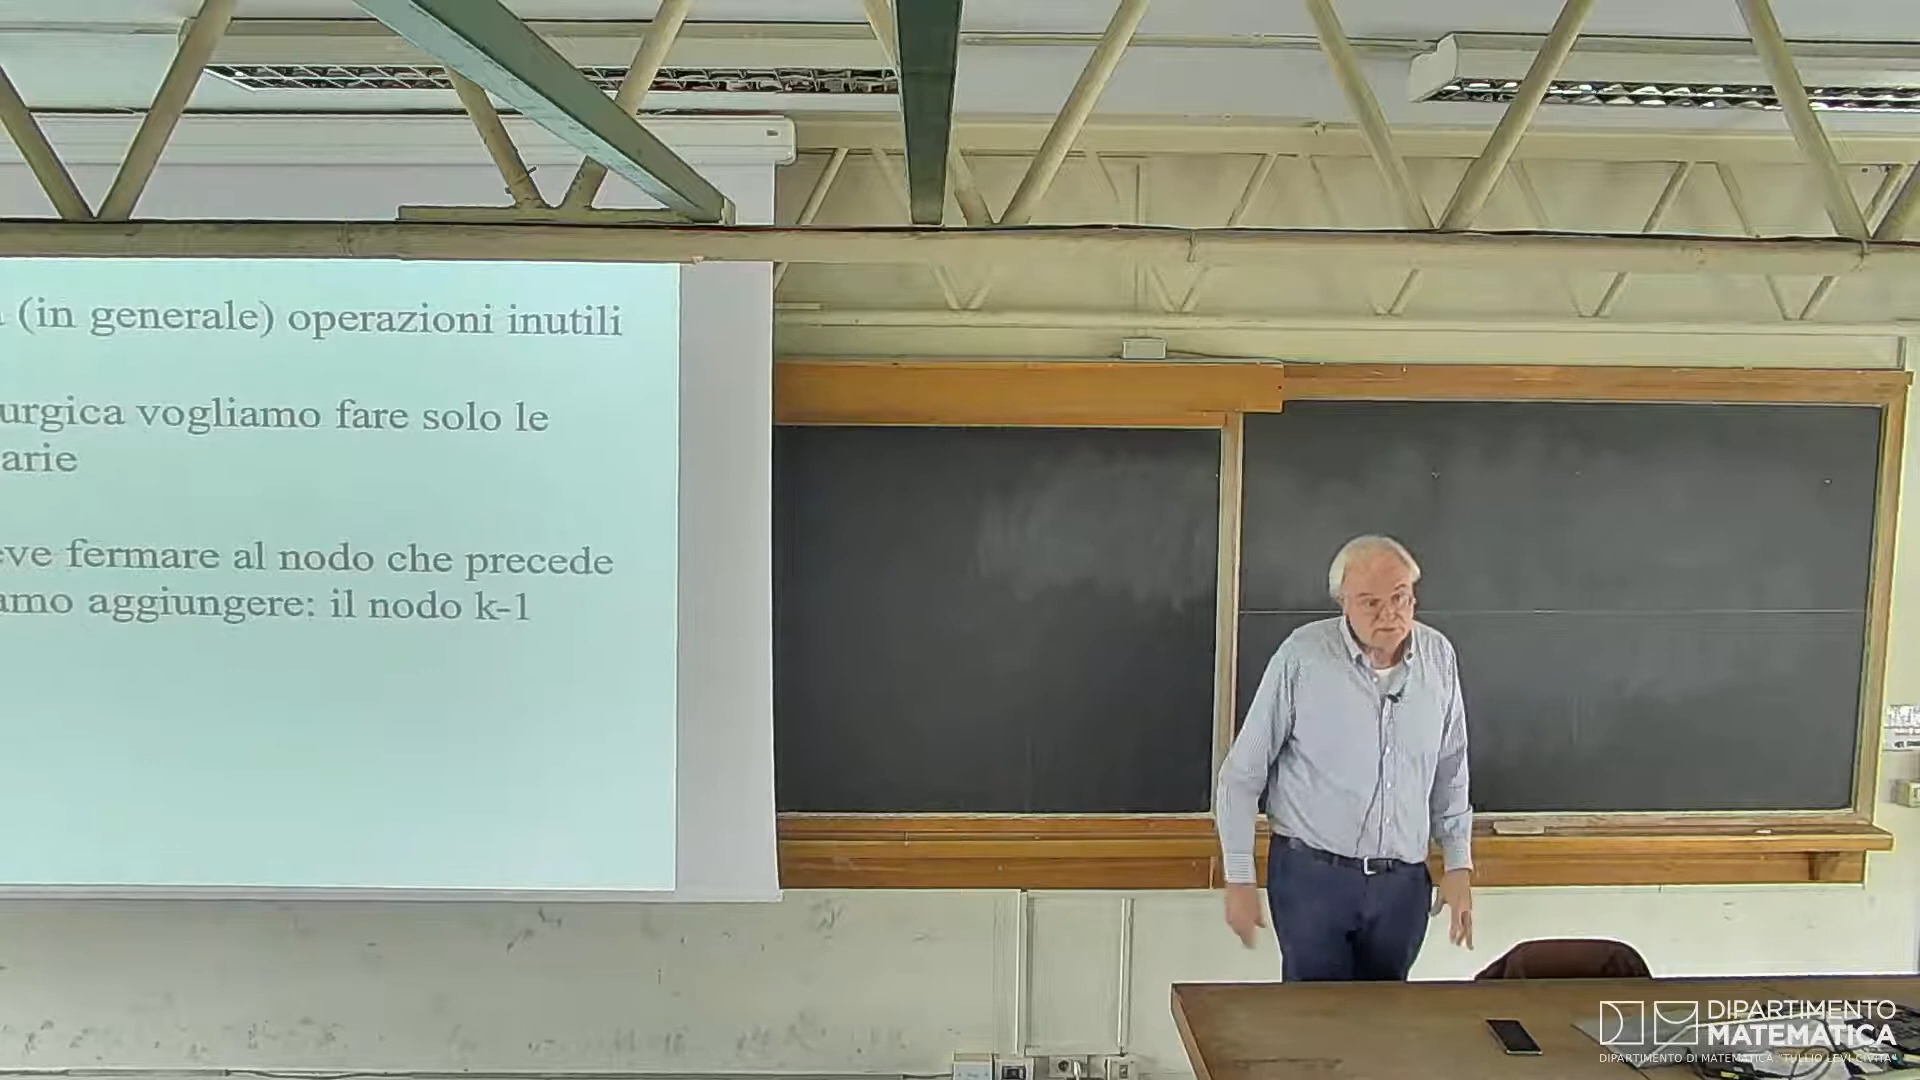 (in generale) operazioni inutili
urgica vogliamo fare solo le
arie
ve fermare al nodo che precede
amo aggiungere: il nodo k-1
DIPARTIMENTO
MATEMATICA
DIPARTIMENTO DI MATEMATICA "TULLIO LEVI-CIVITA"